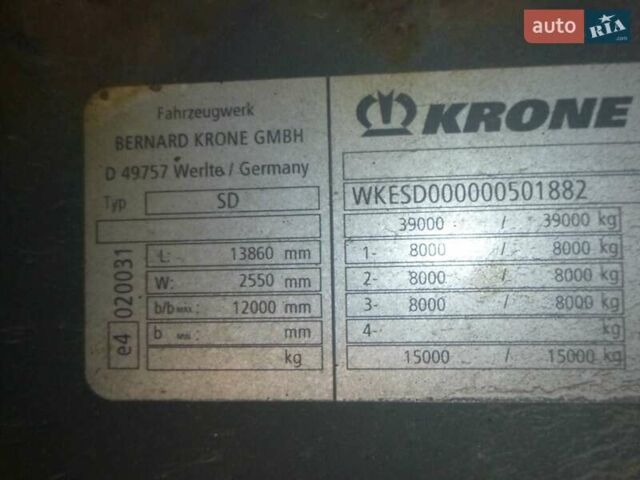 auto RIA.com
Fahrzeugwerk
BERNARD KRONE GMBH
D 49757 Werlte / Germany
Typ SD
e4 020031
L: 13860 mm
W: 2550 mm
b/b MAX.: 12000 mm
b MIN.: mm
kg
KRONE
WKESD000000501882
39000 / 39000 kg
1- 8000 / 8000 kg
2- 8000 / 8000 kg
3- 8000 / 8000 kg
4- / kg
15000 / 15000 kg